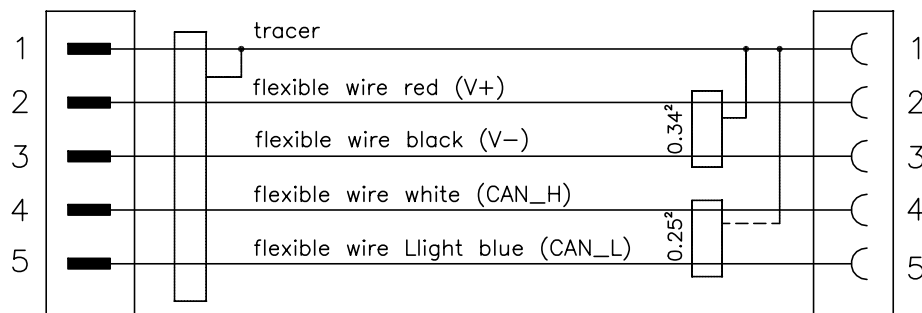 tracer
1 1
flexible wire red (V+)
2 2
0.34²
flexible wire black (V−)
3 3
flexible wire white (CAN_H)
4 4
0.25²
flexible wire Llight blue (CAN_L)
5 5